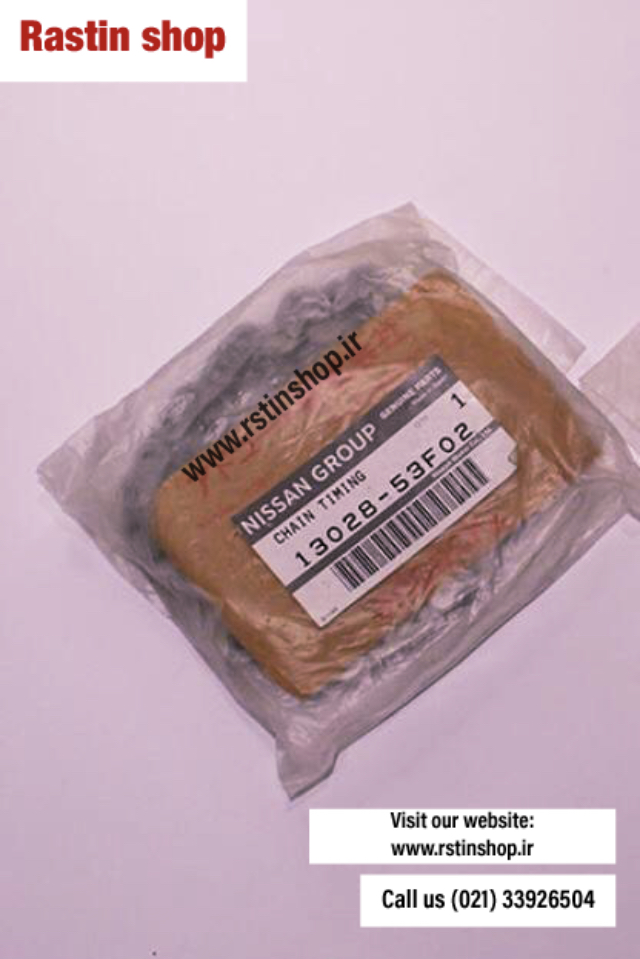 Rastin shop
www.rstinshop.ir
NISSAN GROUP GENUINE PARTS
CHAIN TIMING 1
13028-53F02
Visit our website:
www.rstinshop.ir
Call us (021) 33926504